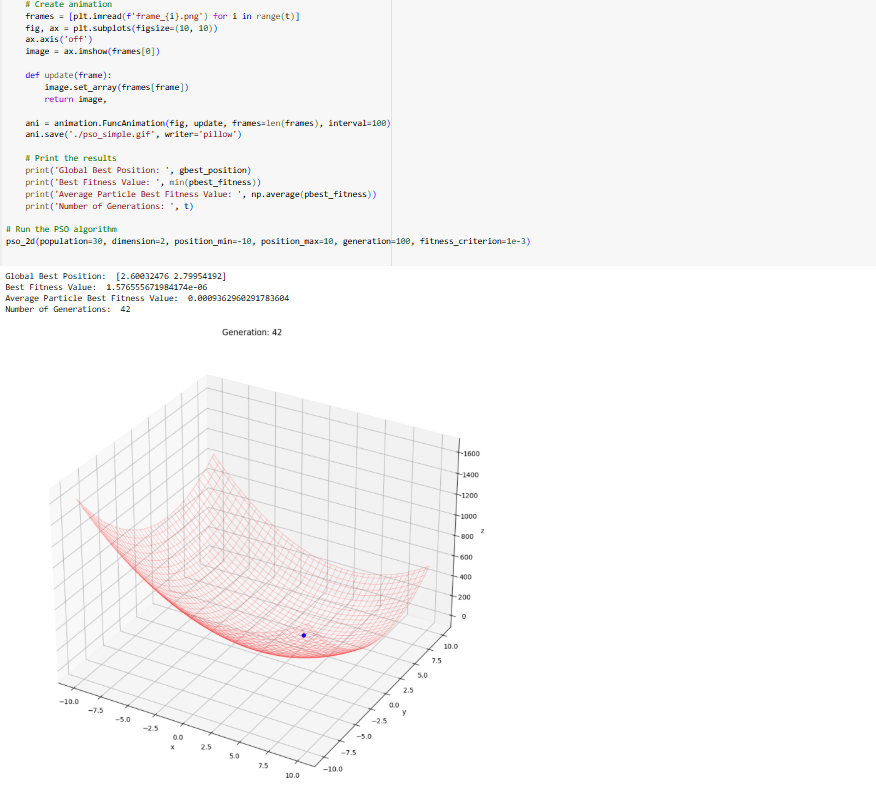 # Create animation
frames = [plt.imread(f'frame_{i}.png') for i in range(t)]
fig, ax = plt.subplots(figsize=(10, 10))
ax.axis('off')
image = ax.imshow(frames[0])
def update(frame):
image.set_array(frames[frame])
return image,
ani = animation.FuncAnimation(fig, update, frames=len(frames), interval=100)
ani.save('./pso_simple.gif', writer='pillow')
# Print the results
print('Global Best Position: ', gbest_position)
print('Best Fitness Value: ', min(pbest_fitness))
print('Average Particle Best Fitness Value: ', np.average(pbest_fitness))
print('Number of Generations: ', t)
# Run the PSO algorithm
pso_2d(population=30, dimension=2, position_min=-10, position_max=10, generation=100, fitness_criterion=1e-3)
Global Best Position:  [2.60032476 2.79954192]
Best Fitness Value:  1.576555671984174e-06
Average Particle Best Fitness Value:  0.0009362960291783604
Number of Generations:  42
Generation: 42
1600
1400
1200
1000
800
z
600
400
200
0
10.0
7.5
5.0
2.5
0.0
y
−2.5
−5.0
−7.5
−10.0
−10.0
−7.5
−5.0
−2.5
0.0
x
2.5
5.0
7.5
10.0